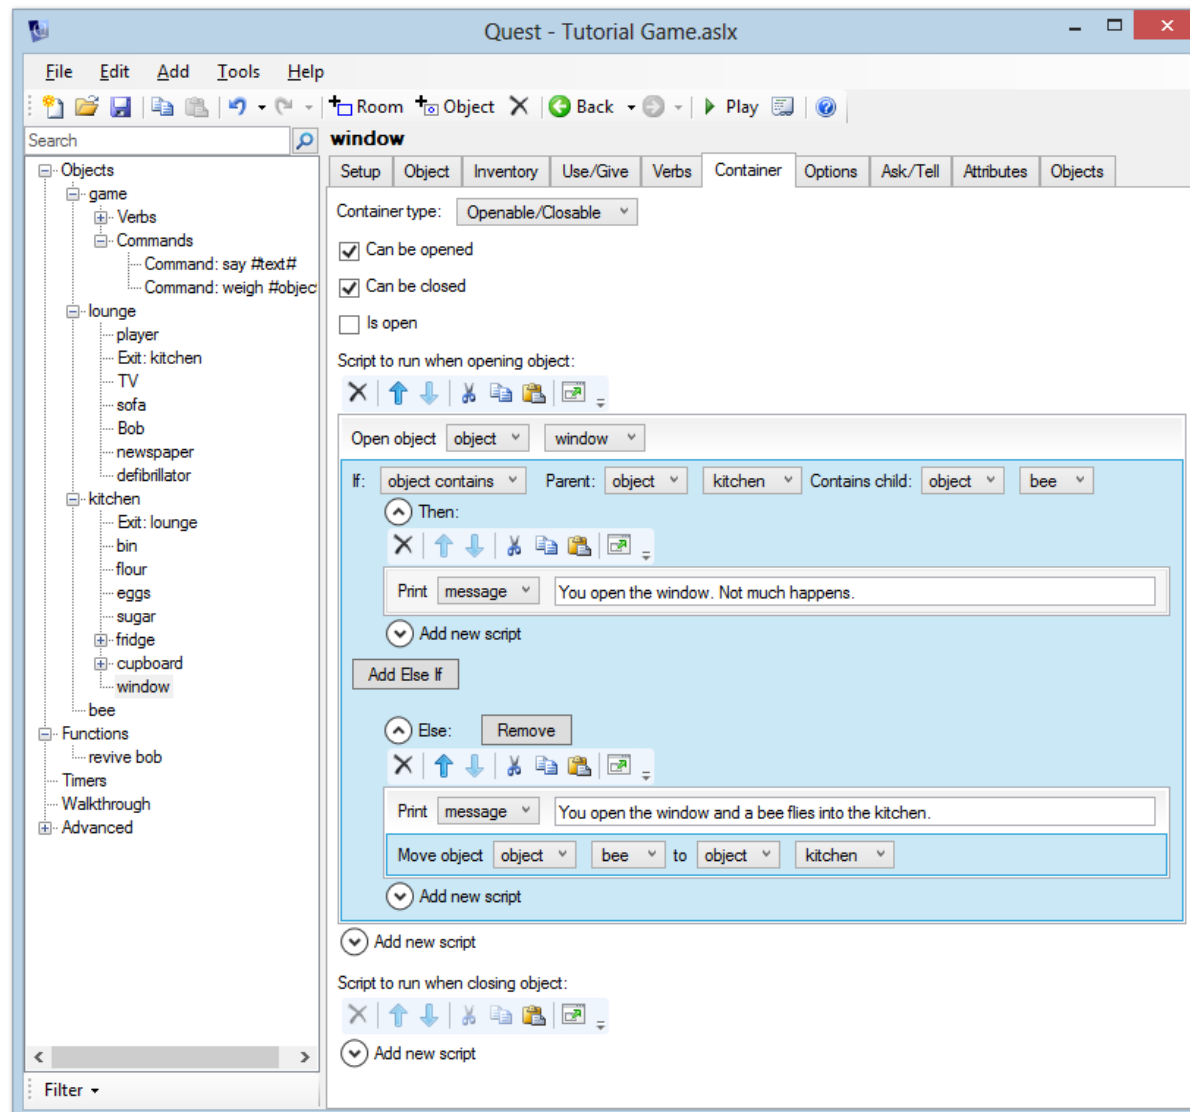 Quest - Tutorial Game.aslx
File Edit Add Tools Help
Room Object Back Play
Search
window
Objects
game
Verbs
Commands
Command: say #text#
Command: weigh #objec
lounge
player
Exit: kitchen
TV
sofa
Bob
newspaper
defibrillator
kitchen
Exit: lounge
bin
flour
eggs
sugar
fridge
cupboard
window
bee
Functions
revive bob
Timers
Walkthrough
Advanced
Filter
Setup Object Inventory Use/Give Verbs Container Options Ask/Tell Attributes Objects
Container type: Openable/Closable
Can be opened
Can be closed
Is open
Script to run when opening object:
Open object object window
If: object contains Parent: object kitchen Contains child: object bee
Then:
Print message You open the window. Not much happens.
Add new script
Add Else If
Else: Remove
Print message You open the window and a bee flies into the kitchen.
Move object object bee to object kitchen
Add new script
Add new script
Script to run when closing object:
Add new script